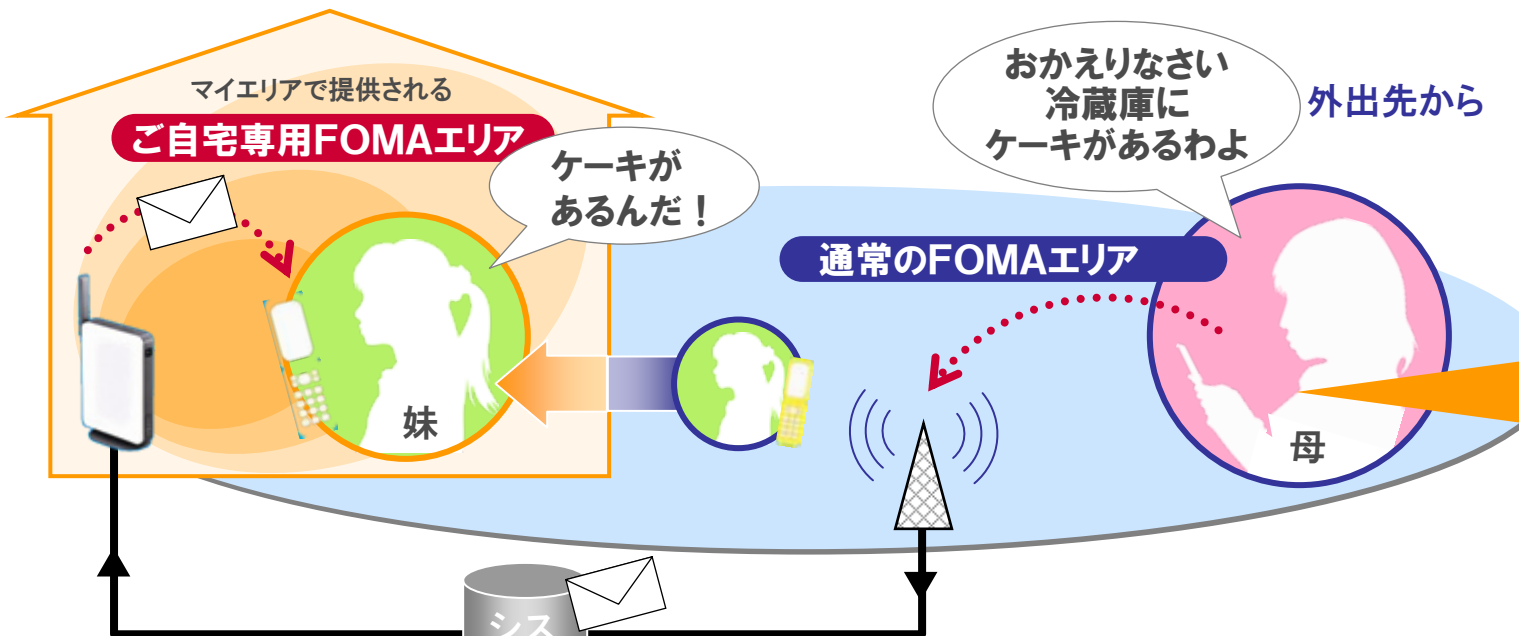 マイエリアで提供される
ご自宅専用FOMAエリア
ケーキが
あるんだ！
おかえりなさい
冷蔵庫に
ケーキがあるわよ
外出先から
通常のFOMAエリア
妹
母
シス